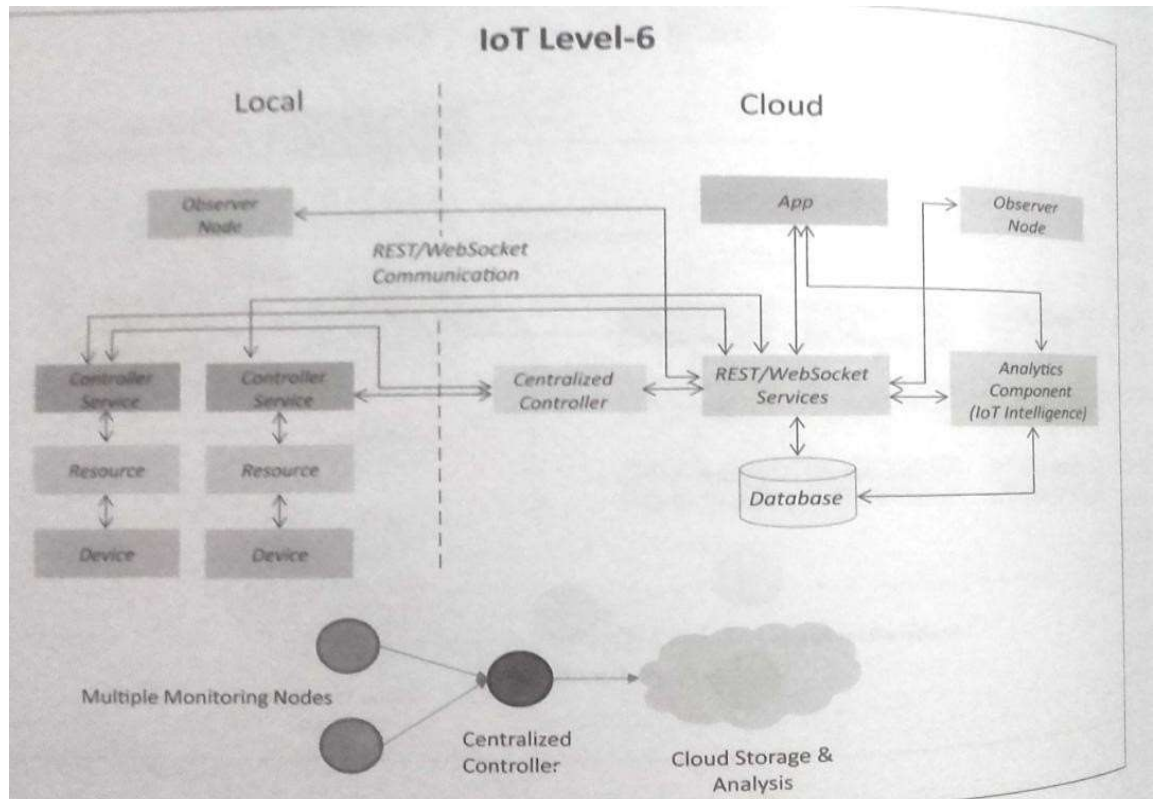 IoT Level-6
Local
Cloud
Observer
Node
App
Observer
Node
REST/WebSocket
Communication
Controller
Service
Controller
Service
Centralized
Controller
REST/WebSocket
Services
Analytics
Component
(IoT Intelligence)
Resource
Resource
Database
Device
Device
Multiple Monitoring Nodes
Centralized
Controller
Cloud Storage &
Analysis